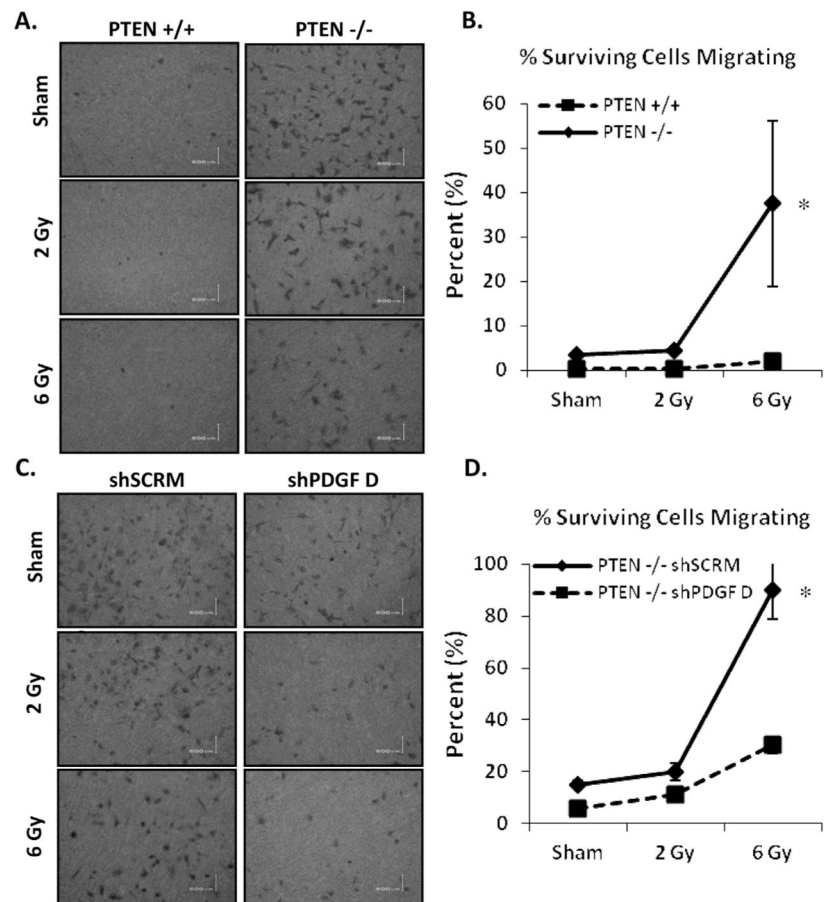 A.
PTEN +/+ PTEN -/-
Sham
2 Gy
6 Gy
B.
% Surviving Cells Migrating
PTEN +/+
PTEN -/-
Percent (%)
60
50
40
30
20
10
0
*
Sham 2 Gy 6 Gy
C.
shSCRM shPDGF D
Sham
2 Gy
6 Gy
D.
% Surviving Cells Migrating
PTEN -/- shSCRM
PTEN -/- shPDGF D
Percent (%)
100
80
60
40
20
0
*
Sham 2 Gy 6 Gy